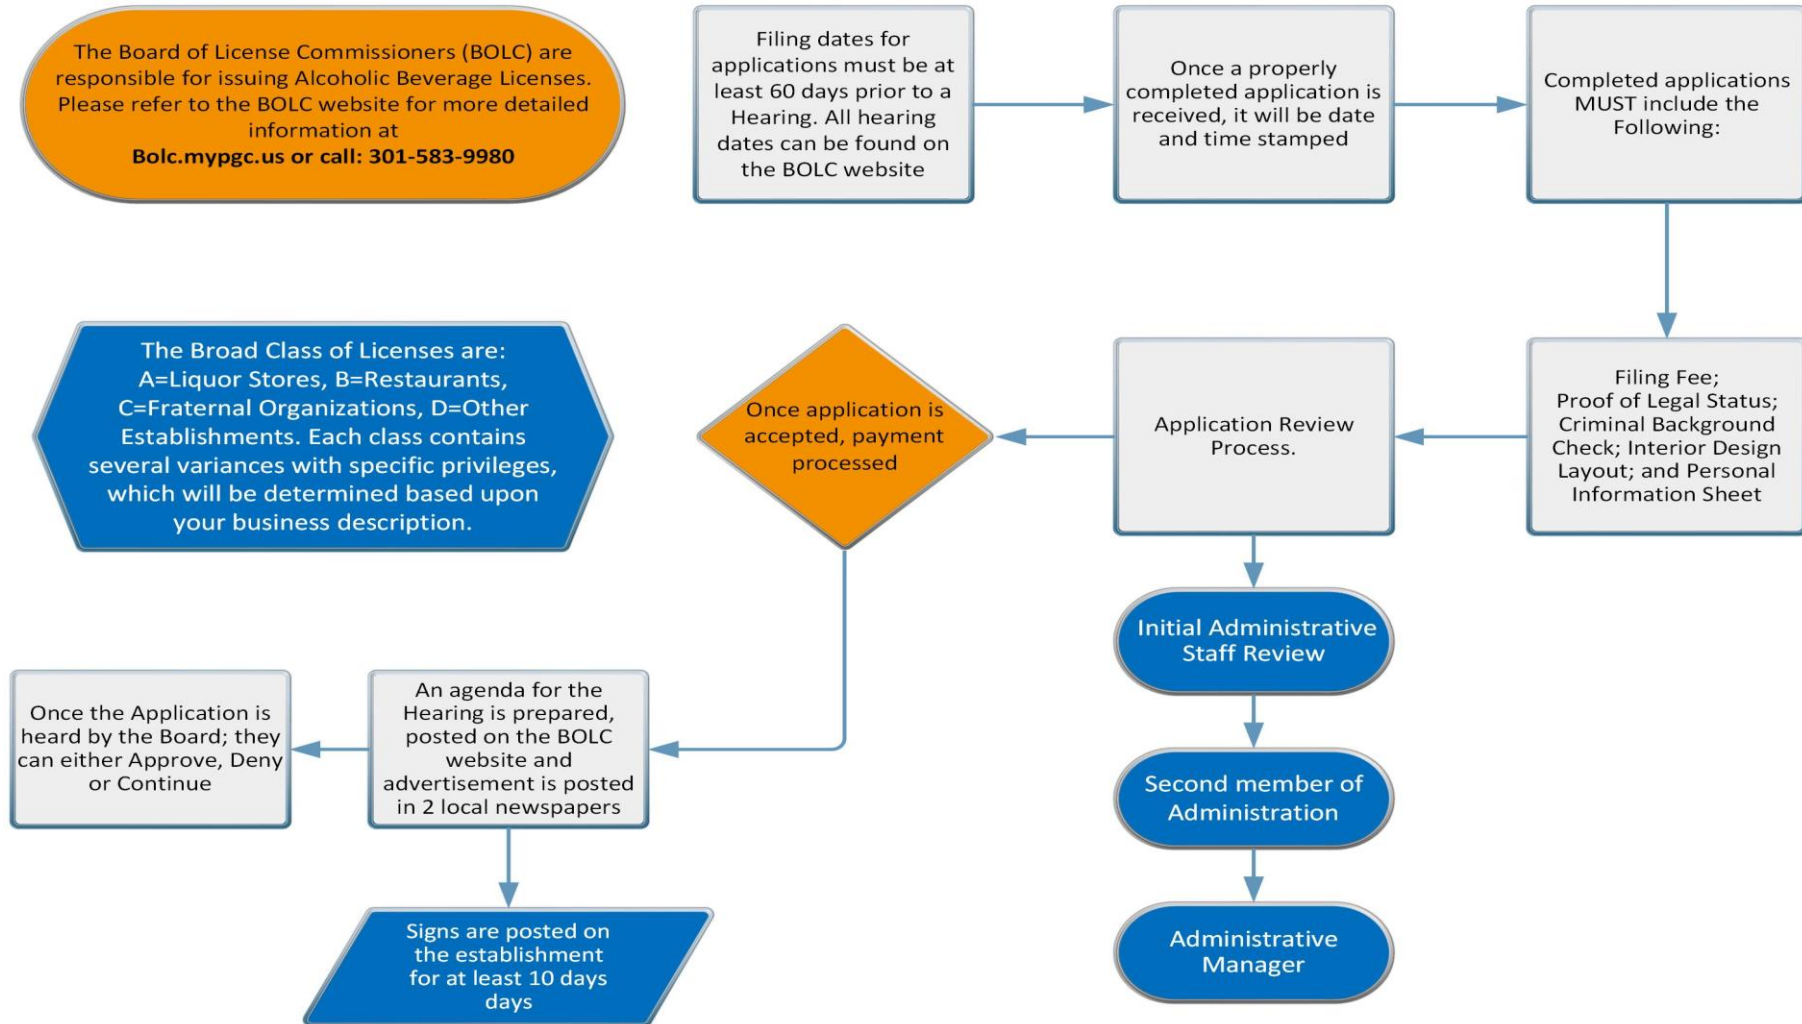 The Board of License Commissioners (BOLC) are
responsible for issuing Alcoholic Beverage Licenses.
Please refer to the BOLC website for more detailed
information at
Bolc.mypgc.us or call: 301-583-9980
Filing dates for
applications must be at
least 60 days prior to a
Hearing. All hearing
dates can be found on
the BOLC website
Once a properly
completed application is
received, it will be date
and time stamped
Completed applications
MUST include the
Following:
Filing Fee;
Proof of Legal Status;
Criminal Background
Check; Interior Design
Layout; and Personal
Information Sheet
Application Review
Process.
Initial Administrative
Staff Review
Second member of
Administration
Administrative
Manager
Once application is
accepted, payment
processed
The Broad Class of Licenses are:
A=Liquor Stores, B=Restaurants,
C=Fraternal Organizations, D=Other
Establishments. Each class contains
several variances with specific privileges,
which will be determined based upon
your business description.
An agenda for the
Hearing is prepared,
posted on the BOLC
website and
advertisement is posted
in 2 local newspapers
Signs are posted on
the establishment
for at least 10 days
days
Once the Application is
heard by the Board; they
can either Approve, Deny
or Continue